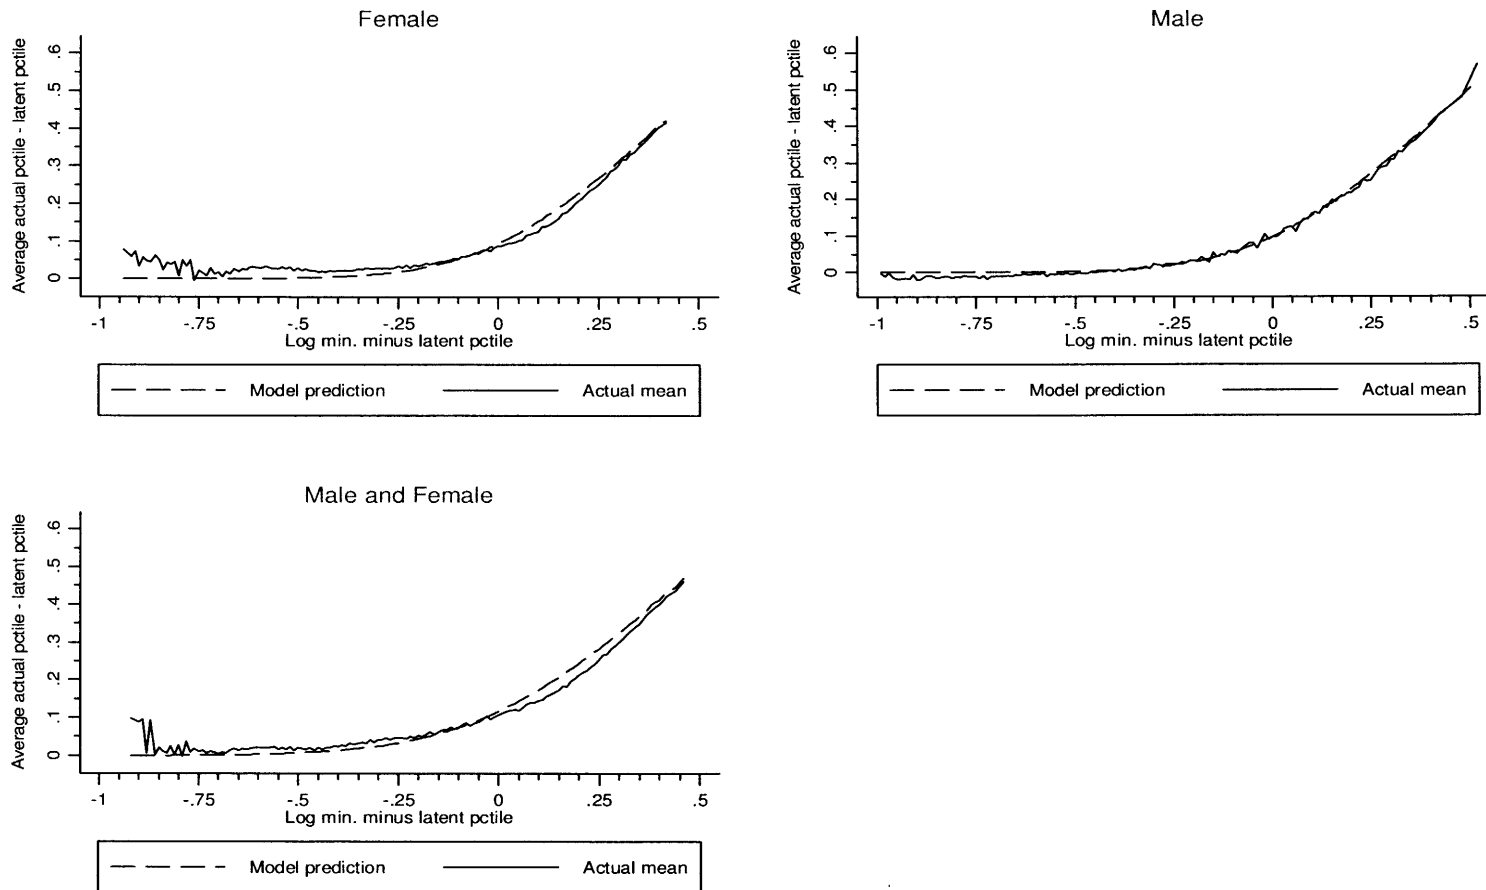 Female
Average actual pctile - latent pctile
.6
.5
.4
.3
.2
.1
0
-1 -.75 -.5 -.25 0 .25 .5
Log min. minus latent pctile
Model prediction Actual mean
Male
Average actual pctile - latent pctile
.6
.5
.4
.3
.2
.1
0
-1 -.75 -.5 -.25 0 .25 .5
Log min. minus latent pctile
Model prediction Actual mean
Male and Female
Average actual pctile - latent pctile
.6
.5
.4
.3
.2
.1
0
-1 -.75 -.5 -.25 0 .25 .5
Log min. minus latent pctile
Model prediction Actual mean